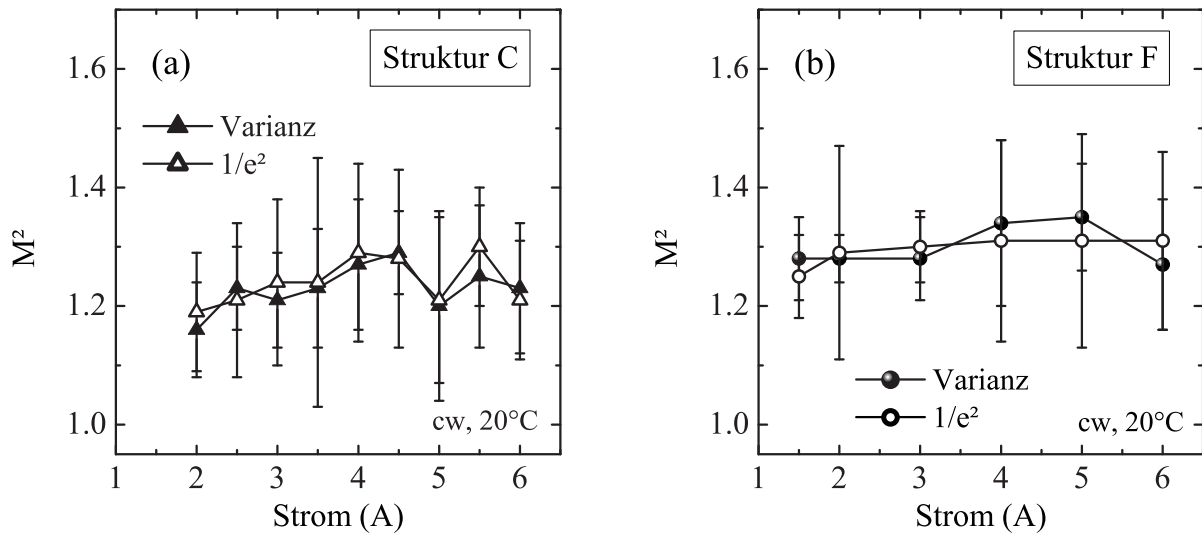 (a)
Struktur C
Varianz
1/e²
M²
1.6
1.4
1.2
1.0
cw, 20°C
1 2 3 4 5 6
Strom (A)
(b)
Struktur F
M²
1.6
1.4
1.2
1.0
Varianz
1/e²
cw, 20°C
1 2 3 4 5 6
Strom (A)